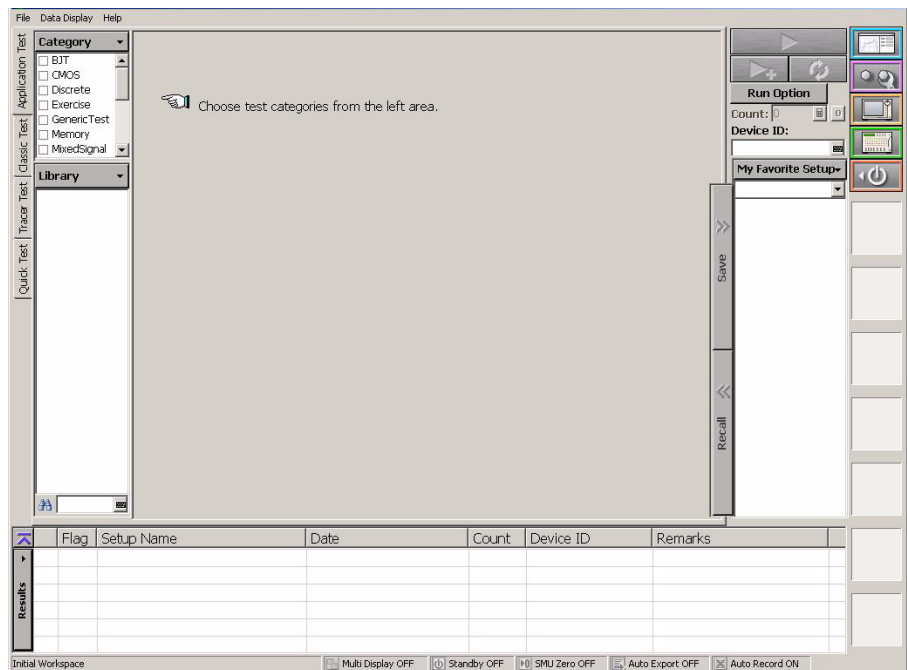 File Data Display Help
Application Test
Classic Test
Tracer Test
Quick Test
Category
BJT
CMOS
Discrete
Exercise
GenericTest
Memory
MixedSignal
Library
Choose test categories from the left area.
Run Option
Count: 0
0
Device ID:
My Favorite Setup
Save
Recall
Flag Setup Name Date Count Device ID Remarks
Results
Initial Workspace Multi Display OFF Standby OFF SMU Zero OFF Auto Export OFF Auto Record ON